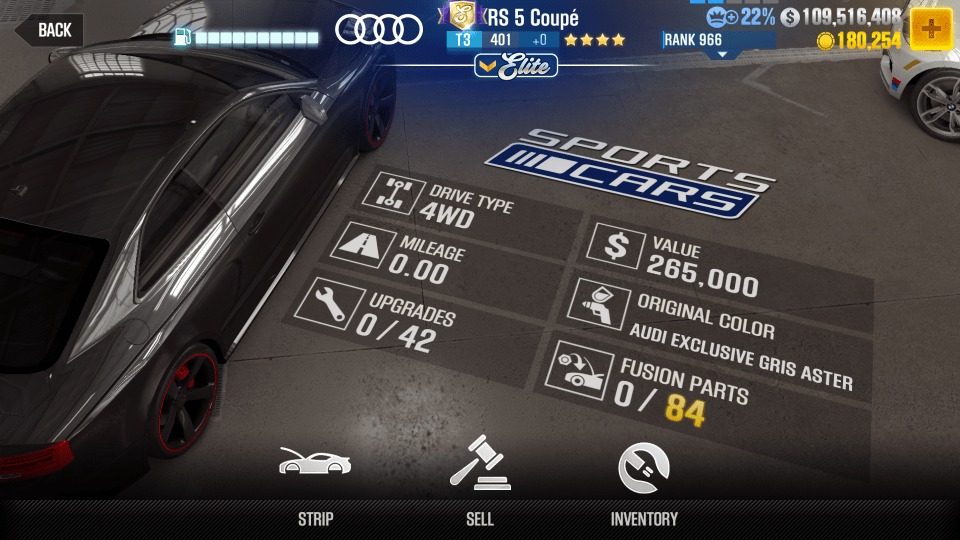 BACK
RS 5 Coupé
T3 401 +0
Elite
22%
$ 109,516,408
RANK 966
180,254
SPORTS
CARS
DRIVE TYPE
4WD
MILEAGE
0.00
UPGRADES
0 / 42
VALUE
265,000
ORIGINAL COLOR
AUDI EXCLUSIVE GRIS ASTER
FUSION PARTS
0 / 84
STRIP
SELL
INVENTORY